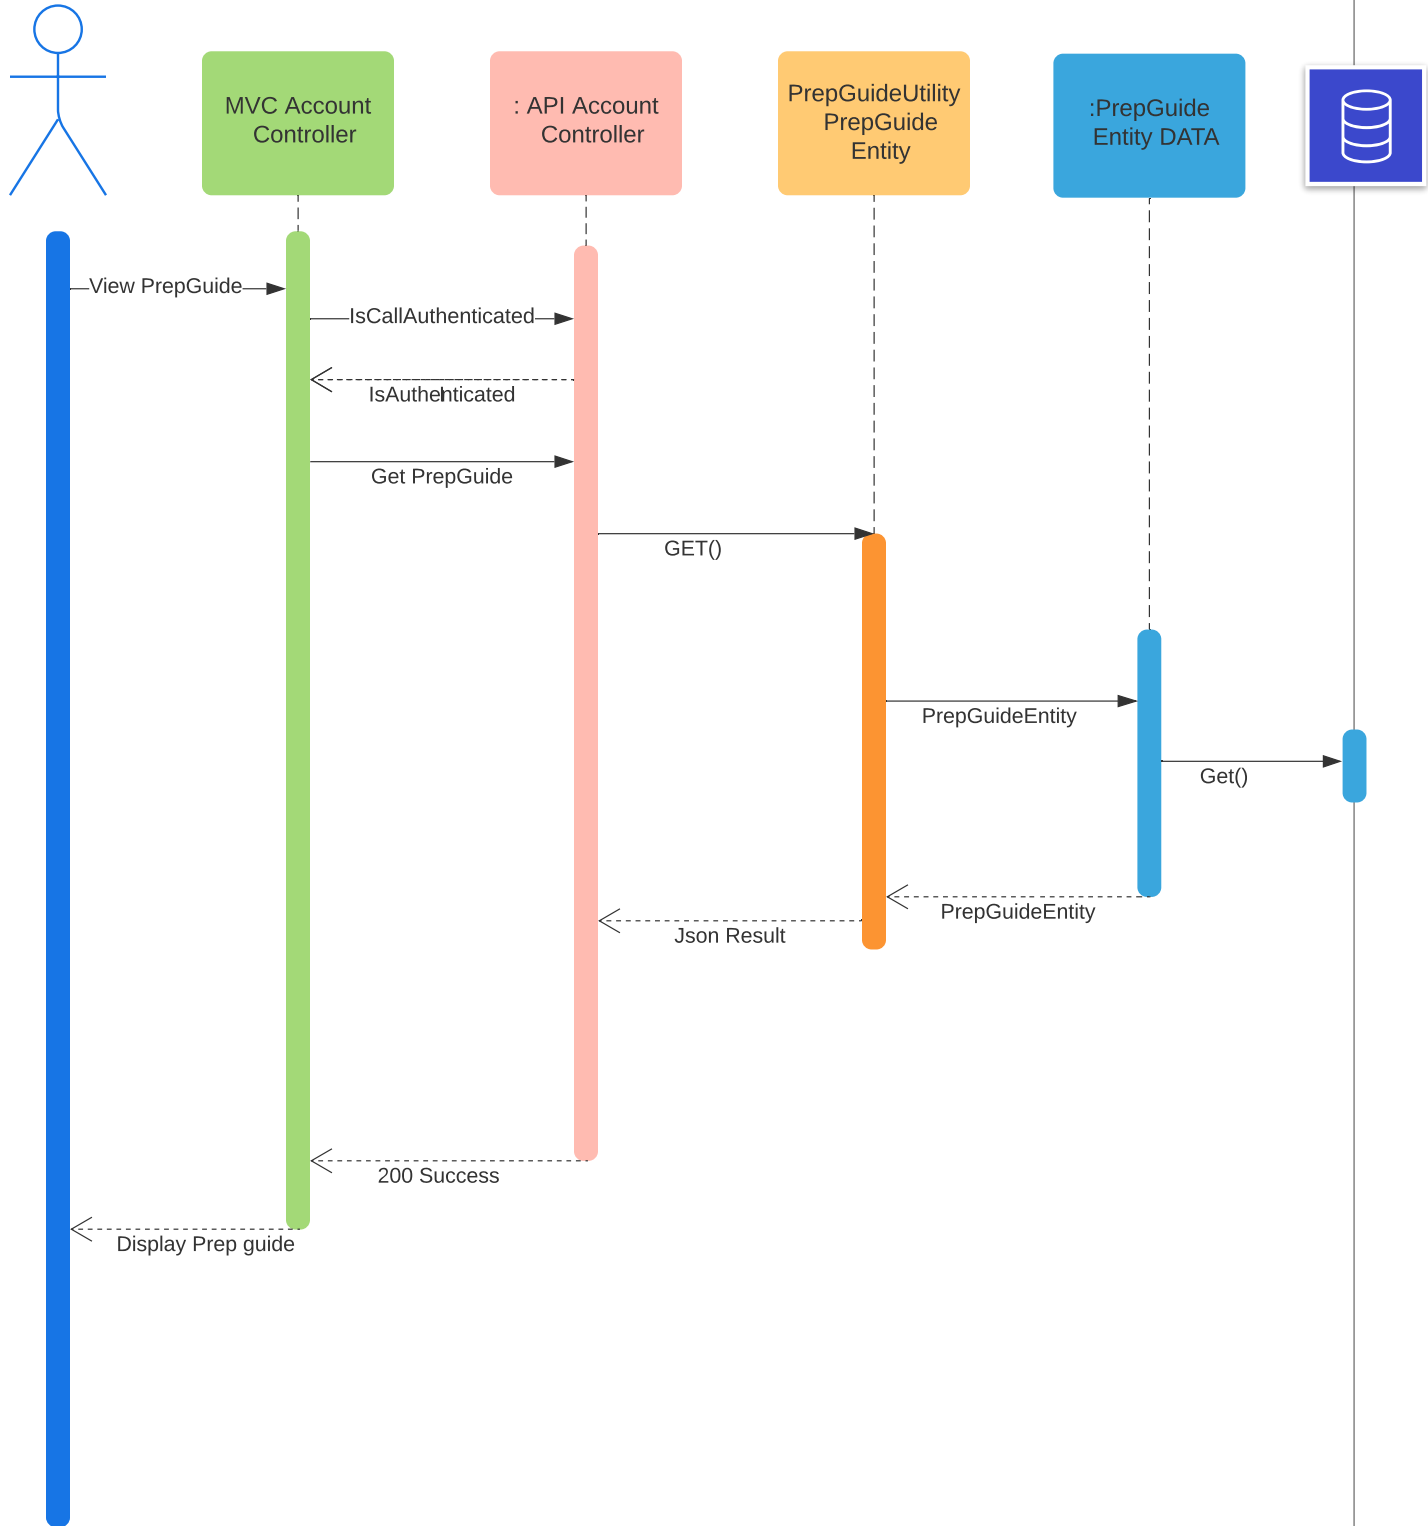 MVC Account
Controller
: API Account
Controller
PrepGuideUtility
PrepGuide
Entity
:PrepGuide
Entity DATA
View PrepGuide
IsCallAuthenticated
IsAuthenticated
Get PrepGuide
GET()
PrepGuideEntity
Get()
PrepGuideEntity
Json Result
200 Success
Display Prep guide